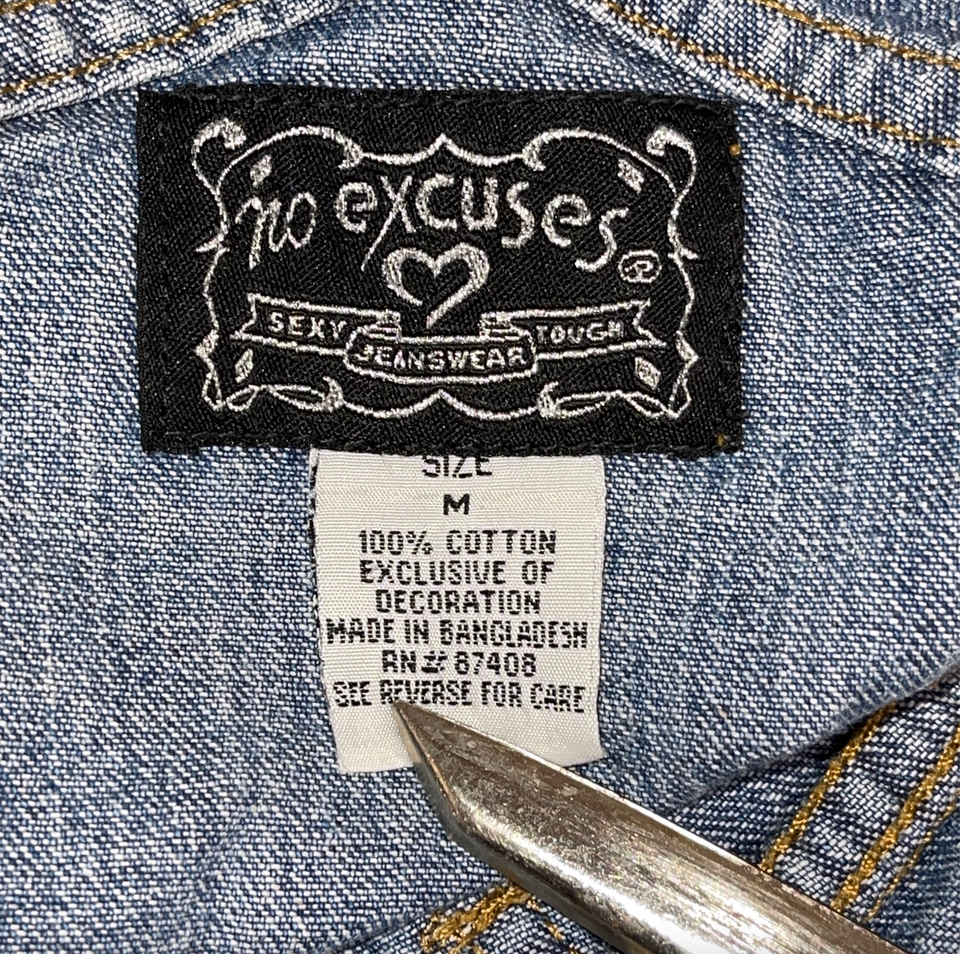 no excuses ®
SEXY JEANSWEAR TOUGH
SIZE
M
100% COTTON
EXCLUSIVE OF
DECORATION
MADE IN BANGLADESH
RN# 87408
SEE REVERSE FOR CARE